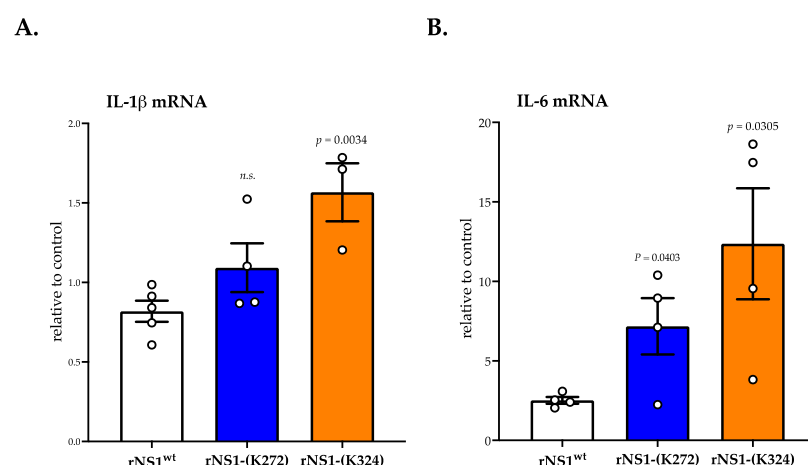 A.
B.
IL-1β mRNA
IL-6 mRNA
relative to control
2.0
1.5
1.0
0.5
0.0
n.s.
p = 0.0034
rNS1wt
rNS1-(K272)
rNS1-(K324)
relative to control
20
15
10
5
0
P = 0.0403
p = 0.0305
rNS1wt
rNS1-(K272)
rNS1-(K324)